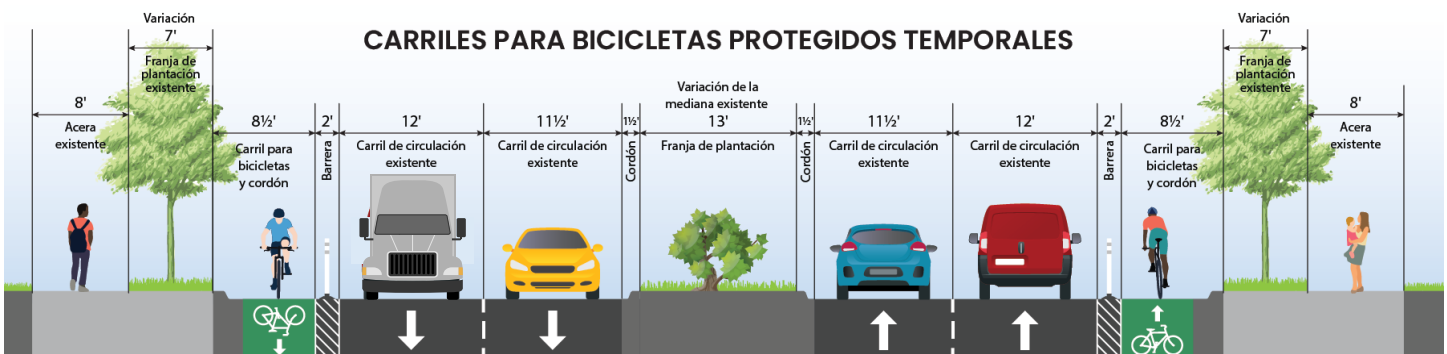 CARRILES PARA BICICLETAS PROTEGIDOS TEMPORALES
8'
Acera
existente
Variación
7'
Franja de
plantación
existente
8½'
Carril para
bicicletas
y cordón
2'
Barrera
12'
Carril de circulación
existente
11½'
Carril de circulación
existente
1½'
Cordón
Variación de la
mediana existente
13'
Franja de plantación
1½'
Cordón
11½'
Carril de circulación
existente
12'
Carril de circulación
existente
2'
Barrera
8½'
Carril para
bicicletas
y cordón
Variación
7'
Franja de
plantación
existente
8'
Acera
existente